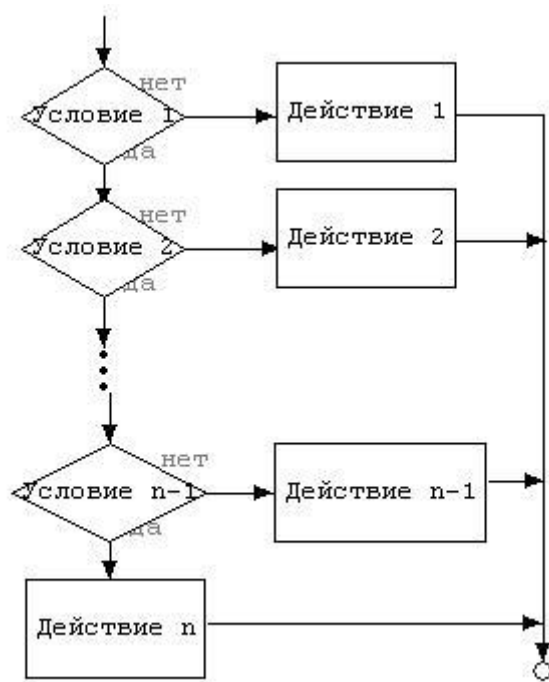 нет
Условие 1
Действие 1
да
нет
Условие 2
Действие 2
да
нет
Условие n-1
Действие n-1
да
Действие n